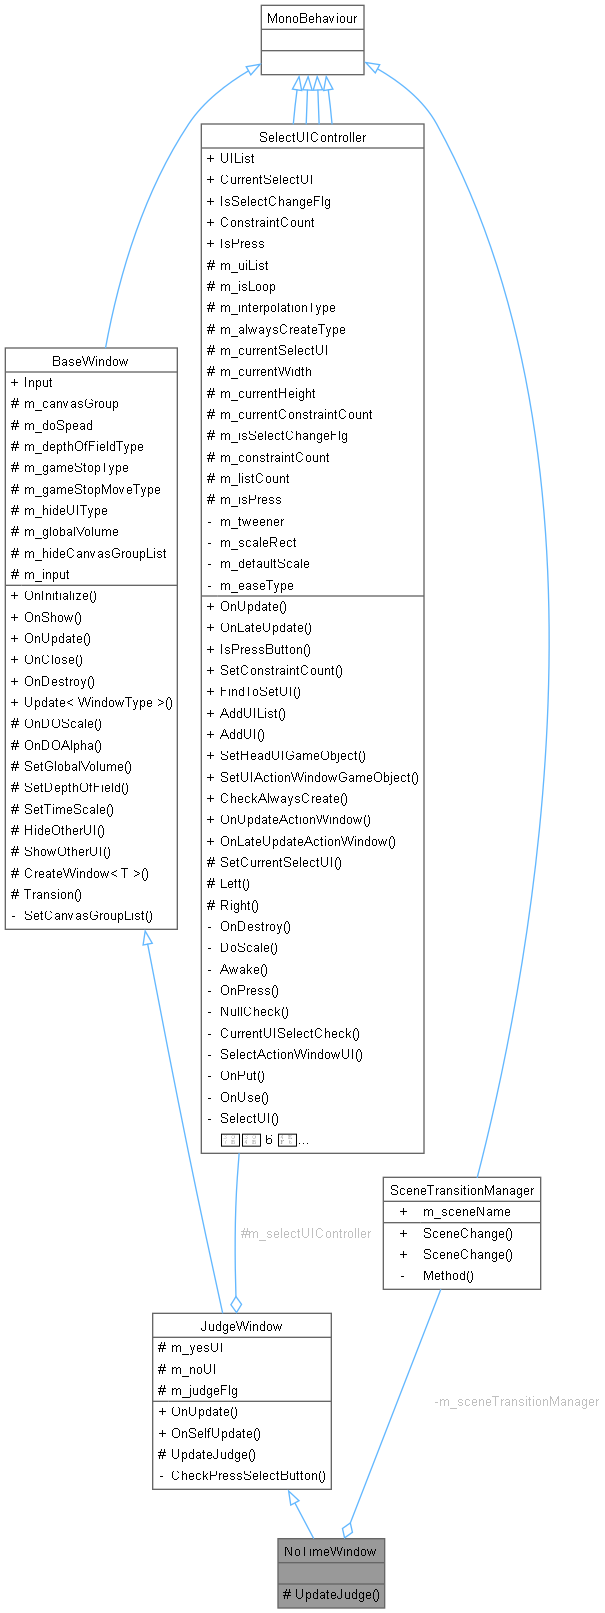 MonoBehaviour
SelectUIController
+ UIList
+ CurrentSelectUI
+ IsSelectChangeFlg
+ ConstraintCount
+ IsPress
# m_uiList
# m_isLoop
# m_interpolationType
# m_alwaysCreateType
# m_currentSelectUI
# m_currentWidth
# m_currentHeight
# m_currentConstraintCount
# m_isSelectChangeFlg
# m_constraintCount
# m_listCount
# m_isPress
- m_tweener
- m_scaleRect
- m_defaultScale
- m_easeType
+ OnUpdate()
+ OnLateUpdate()
+ IsPressButton()
+ SetConstraintCount()
+ FindToSetUI()
+ AddUIList()
+ AddUI()
+ SetHeadUIGameObject()
+ SetUIActionWindowGameObject()
+ CheckAlwaysCreate()
+ OnUpdateActionWindow()
+ OnLateUpdateActionWindow()
# SetCurrentSelectUI()
# Left()
# Right()
- OnDestroy()
- DoScale()
- Awake()
- OnPress()
- NullCheck()
- CurrentUISelectCheck()
- SelectActionWindowUI()
- OnPut()
- OnUse()
- SelectUI()
6 ...
BaseWindow
+ Input
# m_canvasGroup
# m_doSpead
# m_depthOfFieldType
# m_gameStopType
# m_gameStopMoveType
# m_hideUIType
# m_globalVolume
# m_hideCanvasGroupList
# m_input
+ OnInitialize()
+ OnShow()
+ OnUpdate()
+ OnClose()
+ OnDestroy()
+ Update< WindowType >()
# OnDOScale()
# OnDOAlpha()
# SetGlobalVolume()
# SetDepthOfField()
# SetTimeScale()
# HideOtherUI()
# ShowOtherUI()
# CreateWindow< T >()
# Transion()
- SetCanvasGroupList()
SceneTransitionManager
+ m_sceneName
+ SceneChange()
+ SceneChange()
- Method()
#m_selectUIController
JudgeWindow
# m_yesUI
# m_noUI
# m_judgeFlg
+ OnUpdate()
+ OnSelfUpdate()
# UpdateJudge()
- CheckPressSelectButton()
-m_sceneTransitionManager
NoTimeWindow
# UpdateJudge()